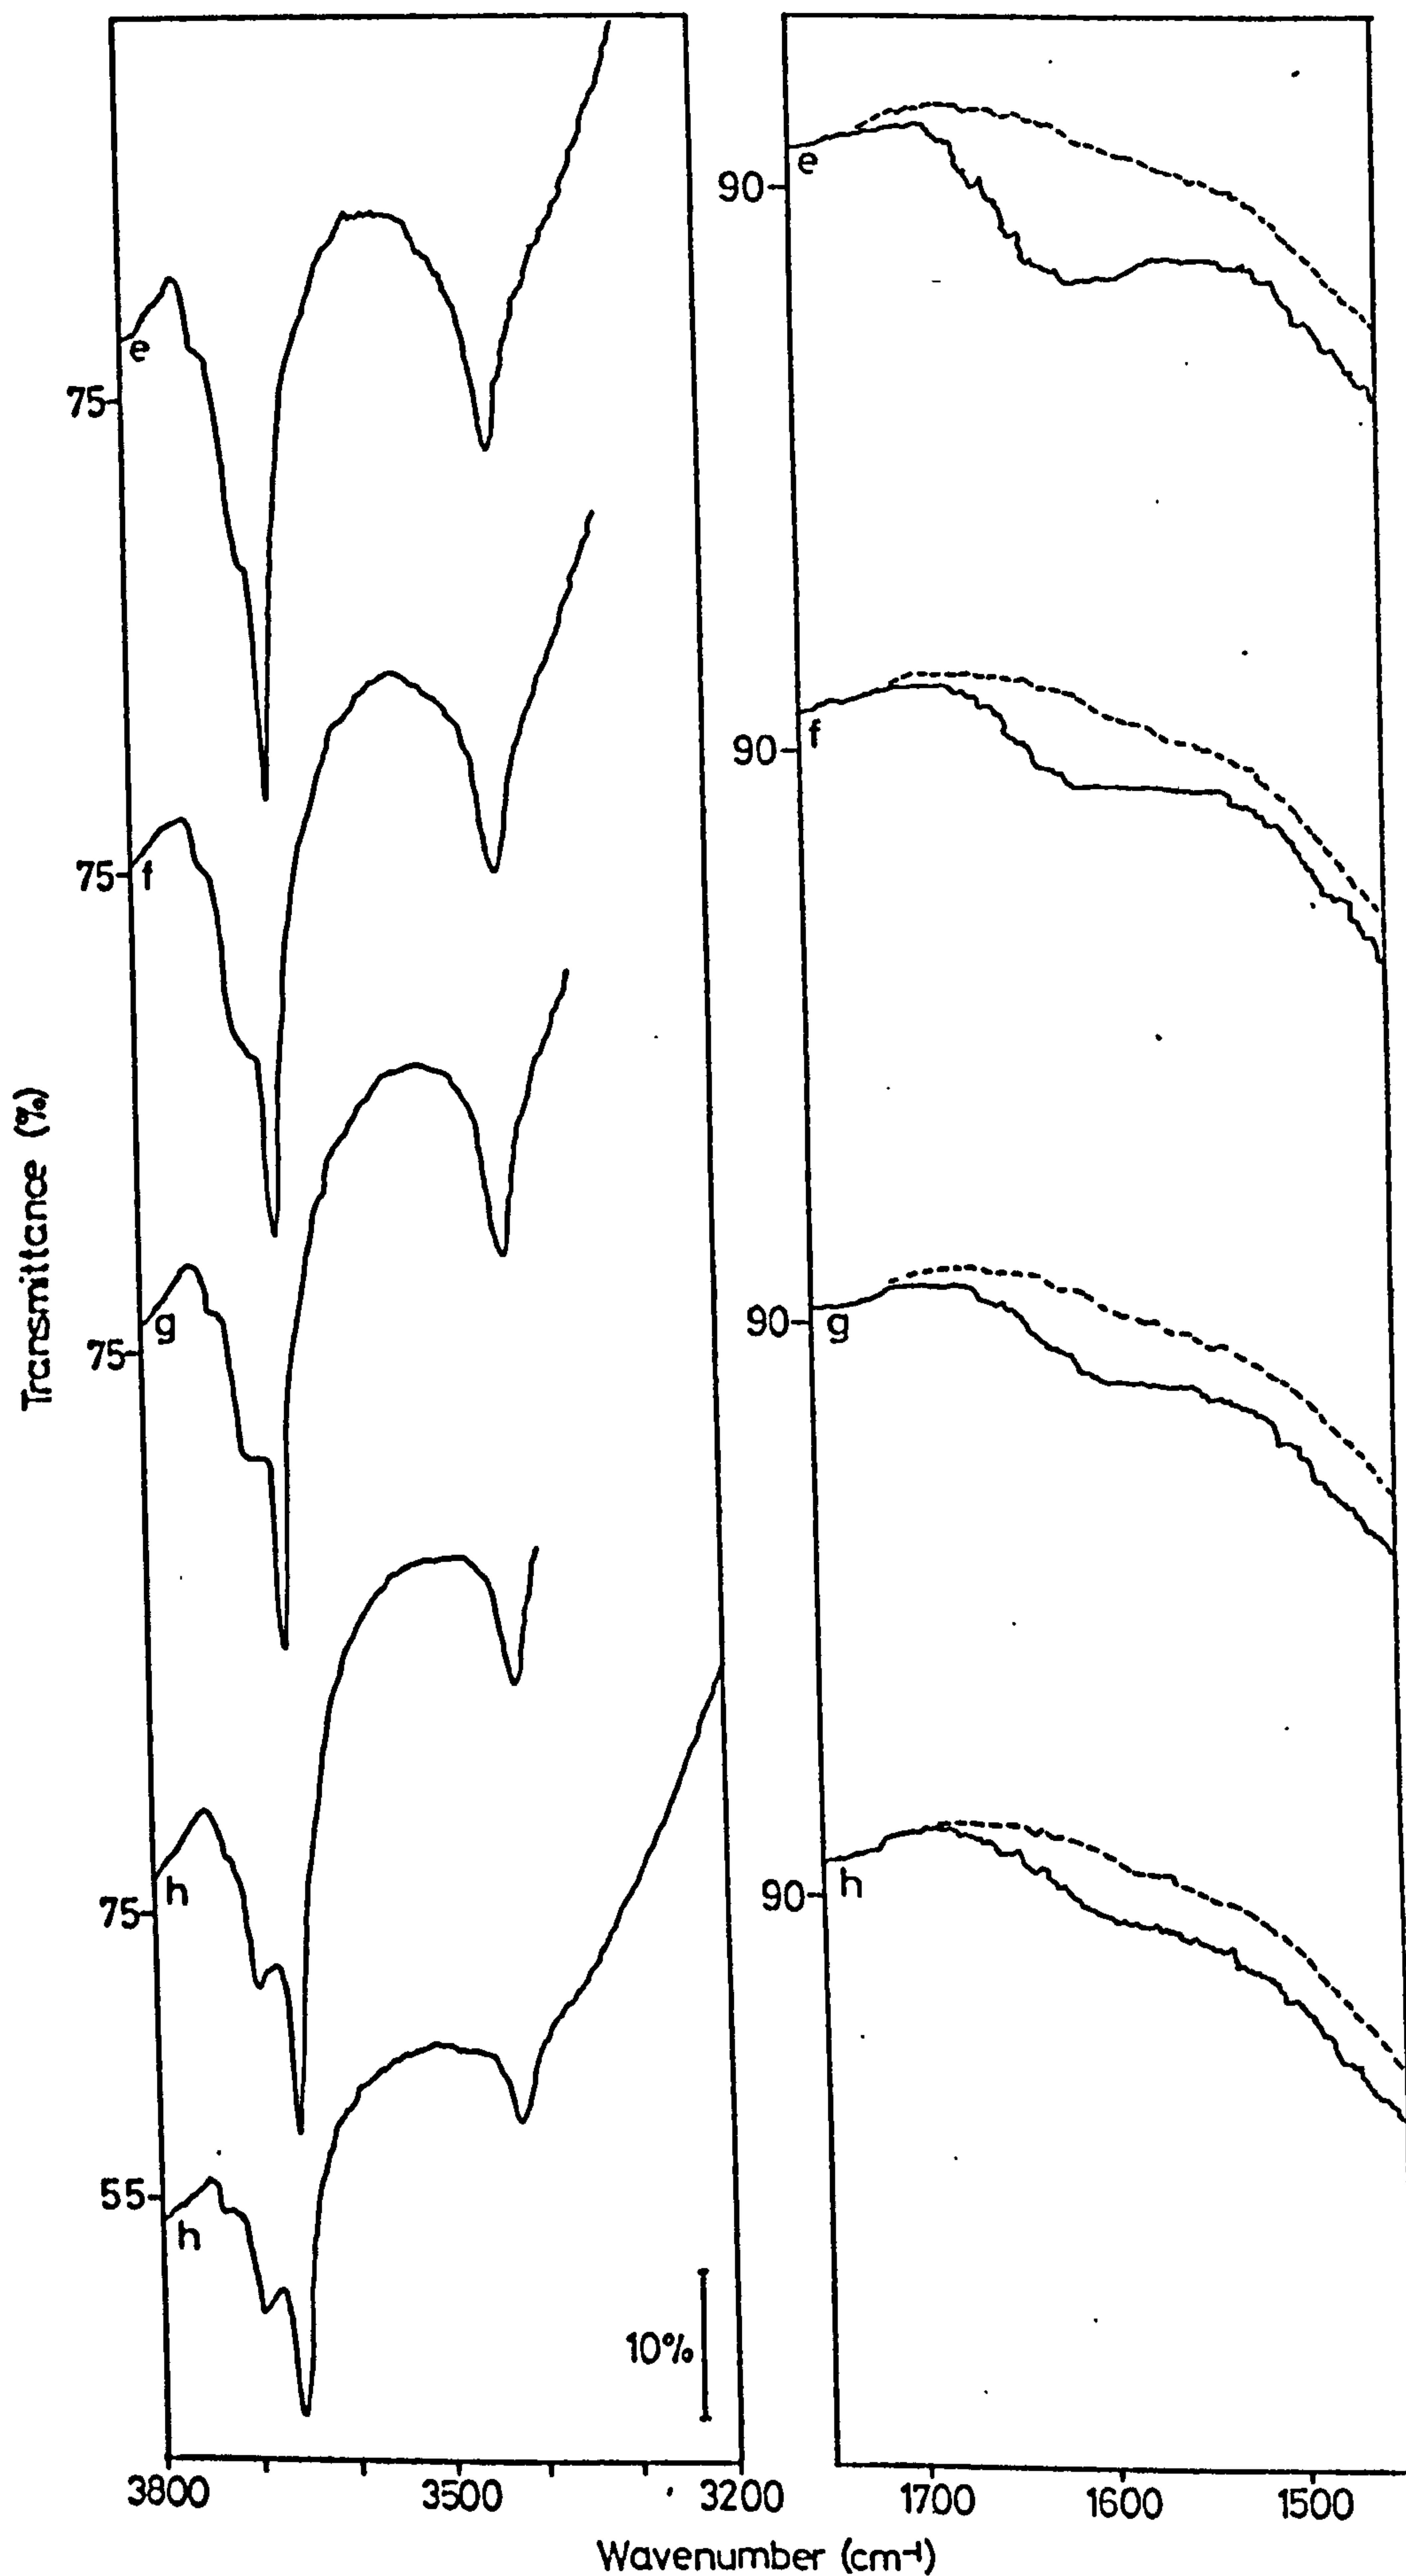 Transmittance (%)
e
75
f
75
g
75
h
75
h
55
10%
3800 3500 3200
e
90
f
90
g
90
h
90
1700 1600 1500
Wavenumber (cm⁻¹)